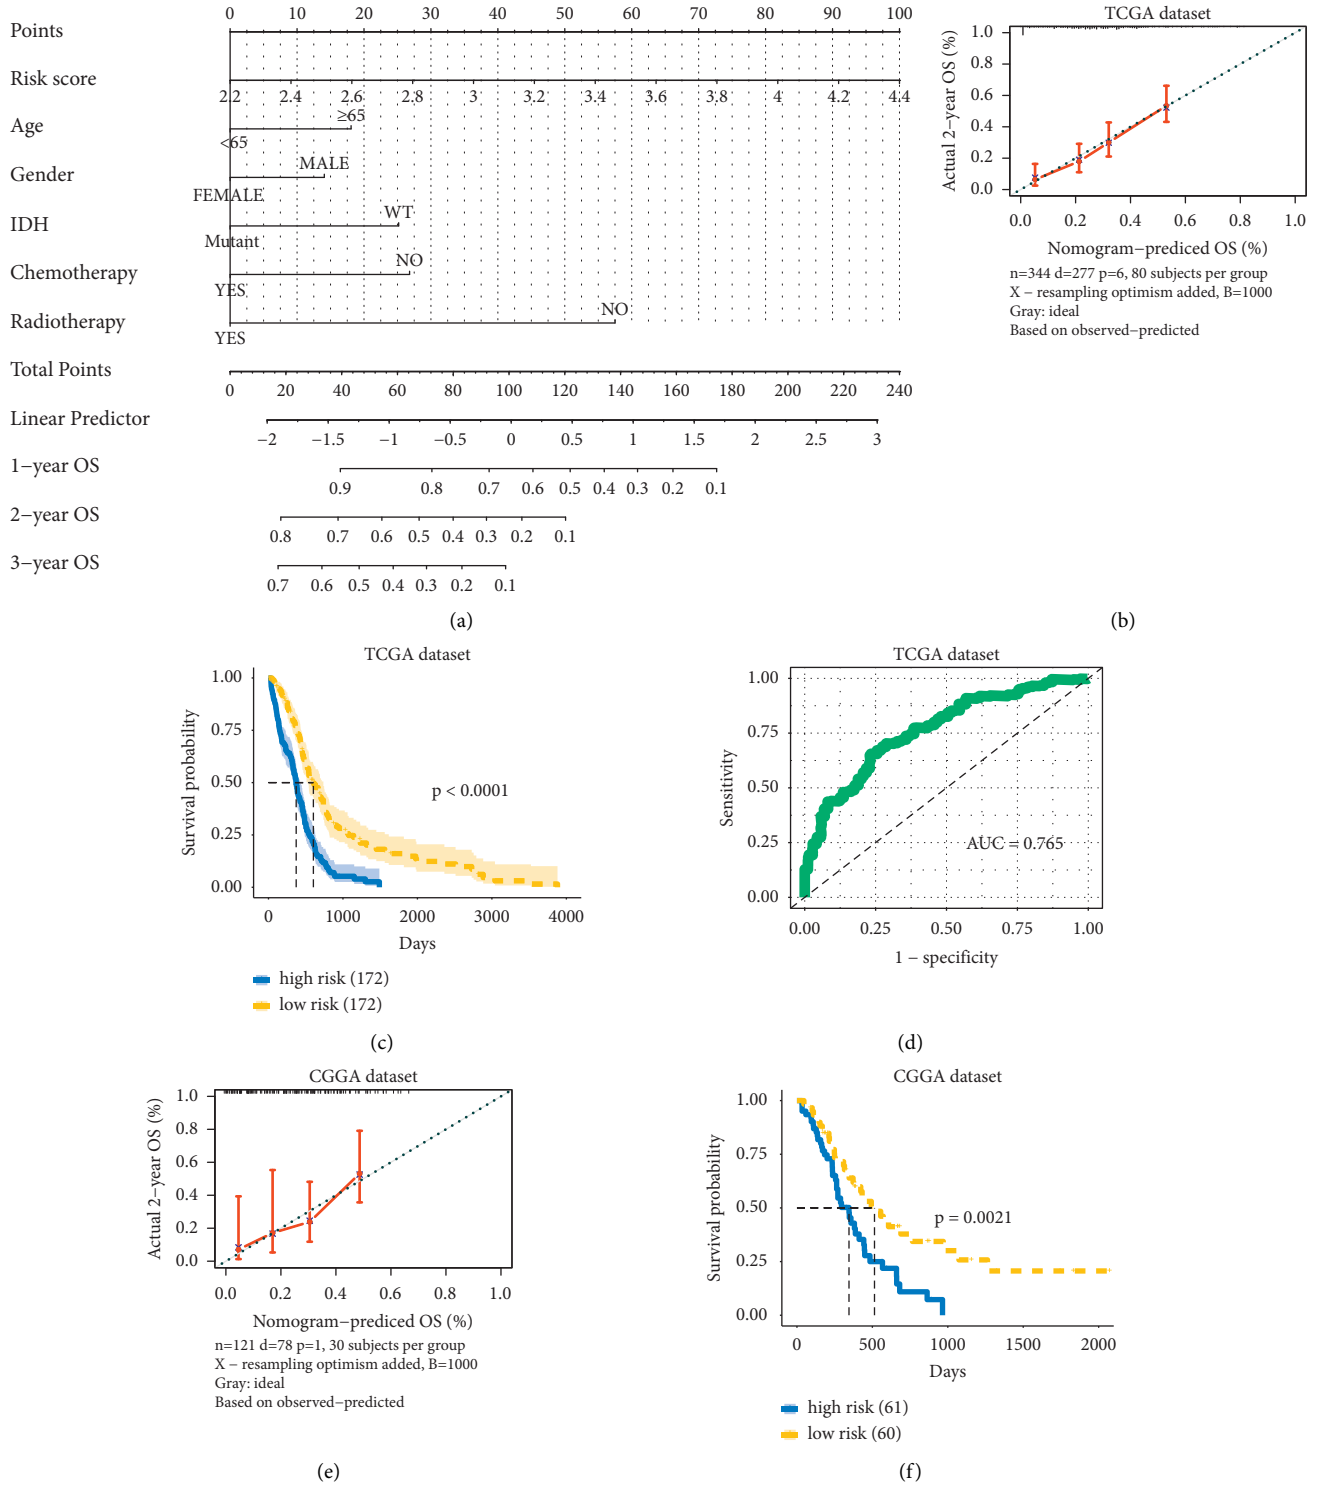 Points
0 10 20 30 40 50 60 70 80 90 100
Risk score
2.2 2.4 2.6 2.8 3 3.2 3.4 3.6 3.8 4 4.2 4.4
Age
≥65
<65
Gender
MALE
FEMALE
IDH
WT
Mutant
Chemotherapy
NO
YES
Radiotherapy
NO
YES
Total Points
0 20 40 60 80 100 120 140 160 180 200 220 240
Linear Predictor
−2 −1.5 −1 −0.5 0 0.5 1 1.5 2 2.5 3
1−year OS
0.9 0.8 0.7 0.6 0.5 0.4 0.3 0.2 0.1
2−year OS
0.8 0.7 0.6 0.5 0.4 0.3 0.2 0.1
3−year OS
0.7 0.6 0.5 0.4 0.3 0.2 0.1
(a)
TCGA dataset
Actual 2−year OS (%)
1.0
0.8
0.6
0.4
0.2
0.0
0.0 0.2 0.4 0.6 0.8 1.0
Nomogram−prediced OS (%)
n=344 d=277 p=6, 80 subjects per group
X − resampling optimism added, B=1000
Gray: ideal
Based on observed−predicted
(b)
TCGA dataset
Survival probability
1.00
0.75
0.50
0.25
0.00
p < 0.0001
0 1000 2000 3000 4000
Days
high risk (172)
low risk (172)
(c)
TCGA dataset
Sensitivity
1.00
0.75
0.50
0.25
0.00
AUC = 0.765
0.00 0.25 0.50 0.75 1.00
1 − specificity
(d)
CGGA dataset
Actual 2−year OS (%)
1.0
0.8
0.6
0.4
0.2
0.0
0.0 0.2 0.4 0.6 0.8 1.0
Nomogram−prediced OS (%)
n=121 d=78 p=1, 30 subjects per group
X − resampling optimism added, B=1000
Gray: ideal
Based on observed−predicted
(e)
CGGA dataset
Survival probability
1.00
0.75
0.50
0.25
0.00
p = 0.0021
0 500 1000 1500 2000
Days
high risk (61)
low risk (60)
(f)